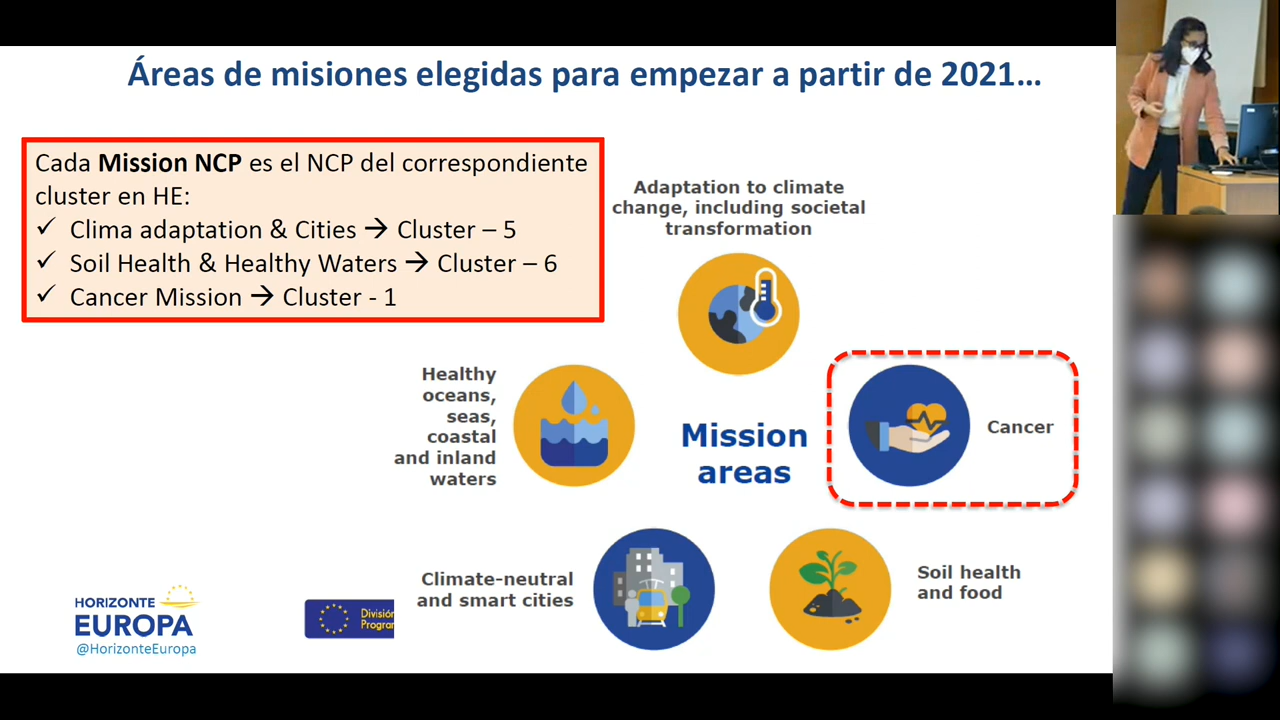 Áreas de misiones elegidas para empezar a partir de 2021…
Cada Mission NCP es el NCP del correspondiente
cluster en HE:
✓ Clima adaptation & Cities → Cluster – 5
✓ Soil Health & Healthy Waters → Cluster – 6
✓ Cancer Mission → Cluster - 1
Adaptation to climate
change, including societal
transformation
Healthy
oceans,
seas,
coastal
and inland
waters
Mission
areas
Cancer
Climate-neutral
and smart cities
Soil health
and food
HORIZONTE
EUROPA
@HorizonteEuropa